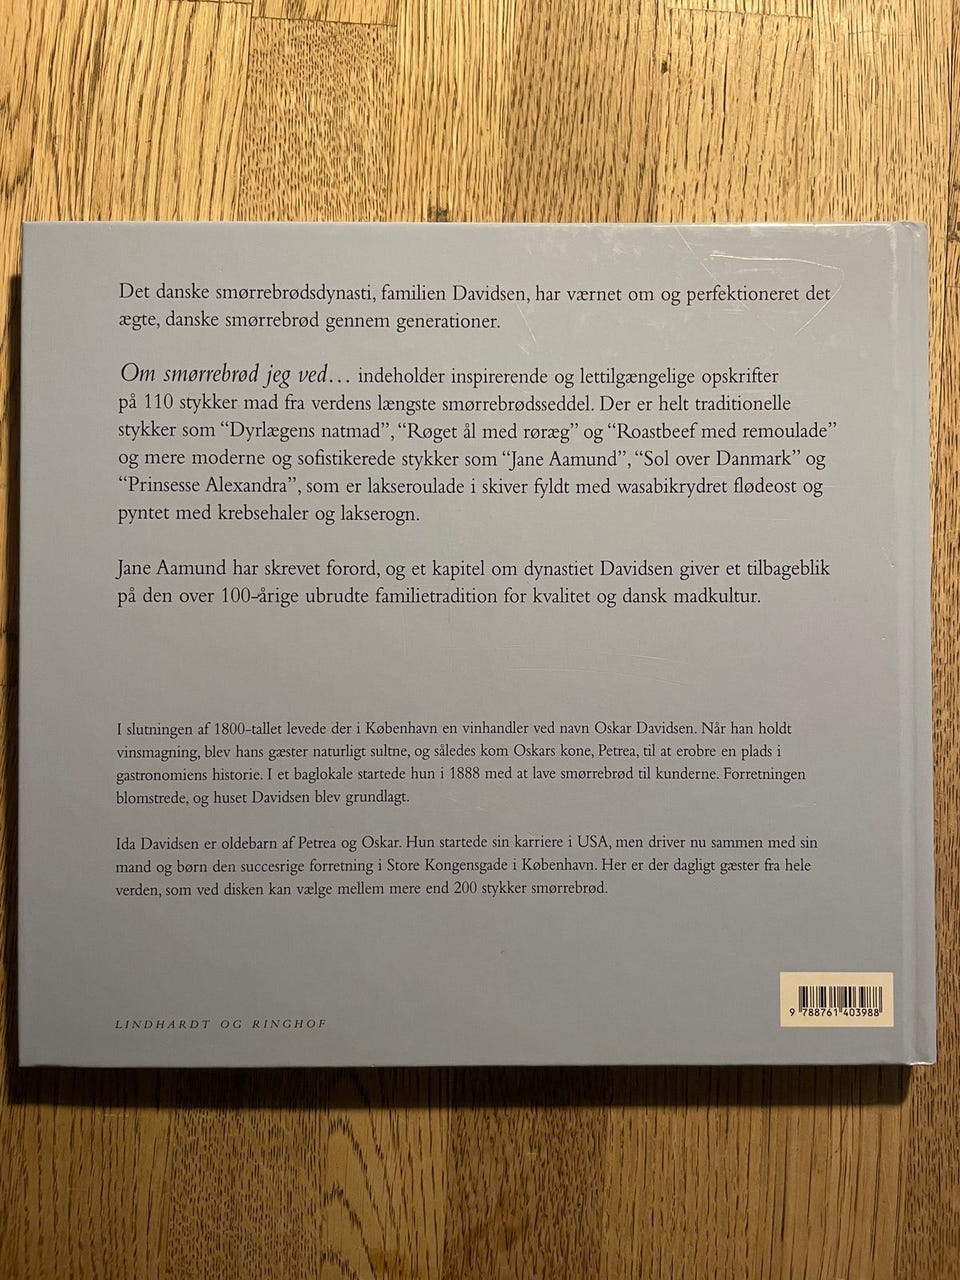 Det danske smørrebrødsdynasti, familien Davidsen, har værnet om og perfektioneret det
ægte, danske smørrebrød gennem generationer.
Om smørrebrød jeg ved… indeholder inspirerende og lettilgængelige opskrifter
på 110 stykker mad fra verdens længste smørrebrødsseddel. Der er helt traditionelle
stykker som “Dyrlægens natmad”, “Røget ål med røræg” og “Roastbeef med remoulade”
og mere moderne og sofistikerede stykker som “Jane Aamund”, “Sol over Danmark” og
“Prinsesse Alexandra”, som er lakseroulade i skiver fyldt med wasabikrydret flødeost og
pyntet med krebsehaler og lakserogn.
Jane Aamund har skrevet forord, og et kapitel om dynastiet Davidsen giver et tilbageblik
på den over 100-årige ubrudte familietradition for kvalitet og dansk madkultur.
I slutningen af 1800-tallet levede der i København en vinhandler ved navn Oskar Davidsen. Når han holdt
vinsmagning, blev hans gæster naturligt sultne, og således kom Oskars kone, Petrea, til at erobre en plads i
gastronomiens historie. I et baglokale startede hun i 1888 med at lave smørrebrød til kunderne. Forretningen
blomstrede, og huset Davidsen blev grundlagt.
Ida Davidsen er oldebarn af Petrea og Oskar. Hun startede sin karriere i USA, men driver nu sammen med sin
mand og børn den succesrige forretning i Store Kongensgade i København. Her er der dagligt gæster fra hele
verden, som ved disken kan vælge mellem mere end 200 stykker smørrebrød.
LINDHARDT OG RINGHOF
9 788761 403988